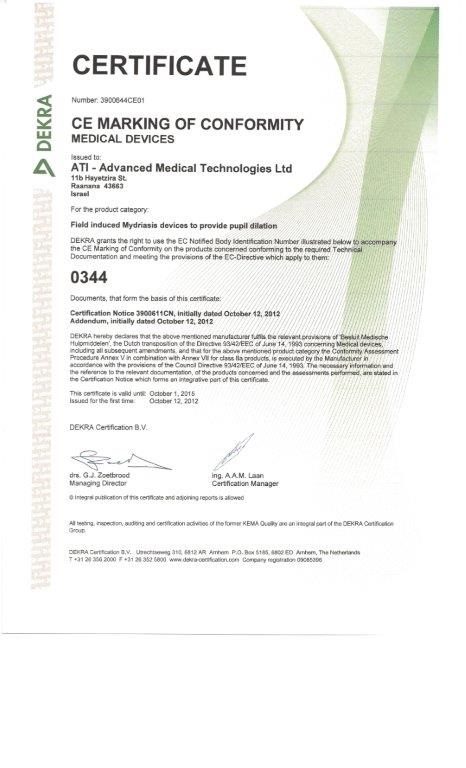 DEKRA
CERTIFICATE
Number: 3900644CE01
CE MARKING OF CONFORMITY
MEDICAL DEVICES
Issued to:
ATI - Advanced Medical Technologies Ltd
11b Hayetzira St.
Raanana 43663
Israel
For the product category:
Field induced Mydriasis devices to provide pupil dilation
DEKRA grants the right to use the EC Notified Body Identification Number illustrated below to accompany
the CE Marking of Conformity on the products concerned conforming to the required Technical
Documentation and meeting the provisions of the EC-Directive which apply to them:
0344
Documents, that form the basis of this certificate:
Certification Notice 3900611CN, initially dated October 12, 2012
Addendum, initially dated October 12, 2012
DEKRA hereby declares that the above mentioned manufacturer fulfils the relevant provisions of 'Besluit Medische
Hulpmiddelen', the Dutch transposition of the Directive 93/42/EEC of June 14, 1993 concerning Medical devices,
including all subsequent amendments, and that for the above mentioned product category the Conformity Assessment
Procedure Annex V in combination with Annex VII for class IIa products, is executed by the Manufacturer in
accordance with the provisions of the Council Directive 93/42/EEC of June 14, 1993. The necessary information and
the reference to the relevant documentation, of the products concerned and the assessments performed, are stated in
the Certification Notice which forms an integrative part of this certificate.
This certificate is valid until: October 1, 2015
Issued for the first time: October 12, 2012
DEKRA Certification B.V.
drs. G.J. Zoetbrood
Managing Director
ing. A.A.M. Laan
Certification Manager
© Integral publication of this certificate and adjoining reports is allowed
All testing, inspection, auditing and certification activities of the former KEMA Quality are an integral part of the DEKRA Certification
Group.
DEKRA Certification B.V. Utrechtseweg 310, 6812 AR Arnhem P.O. Box 5185, 6802 ED Arnhem, The Netherlands
T +31 26 356 2000 F +31 26 352 5800 www.dekra-certification.com Company registration 09085396